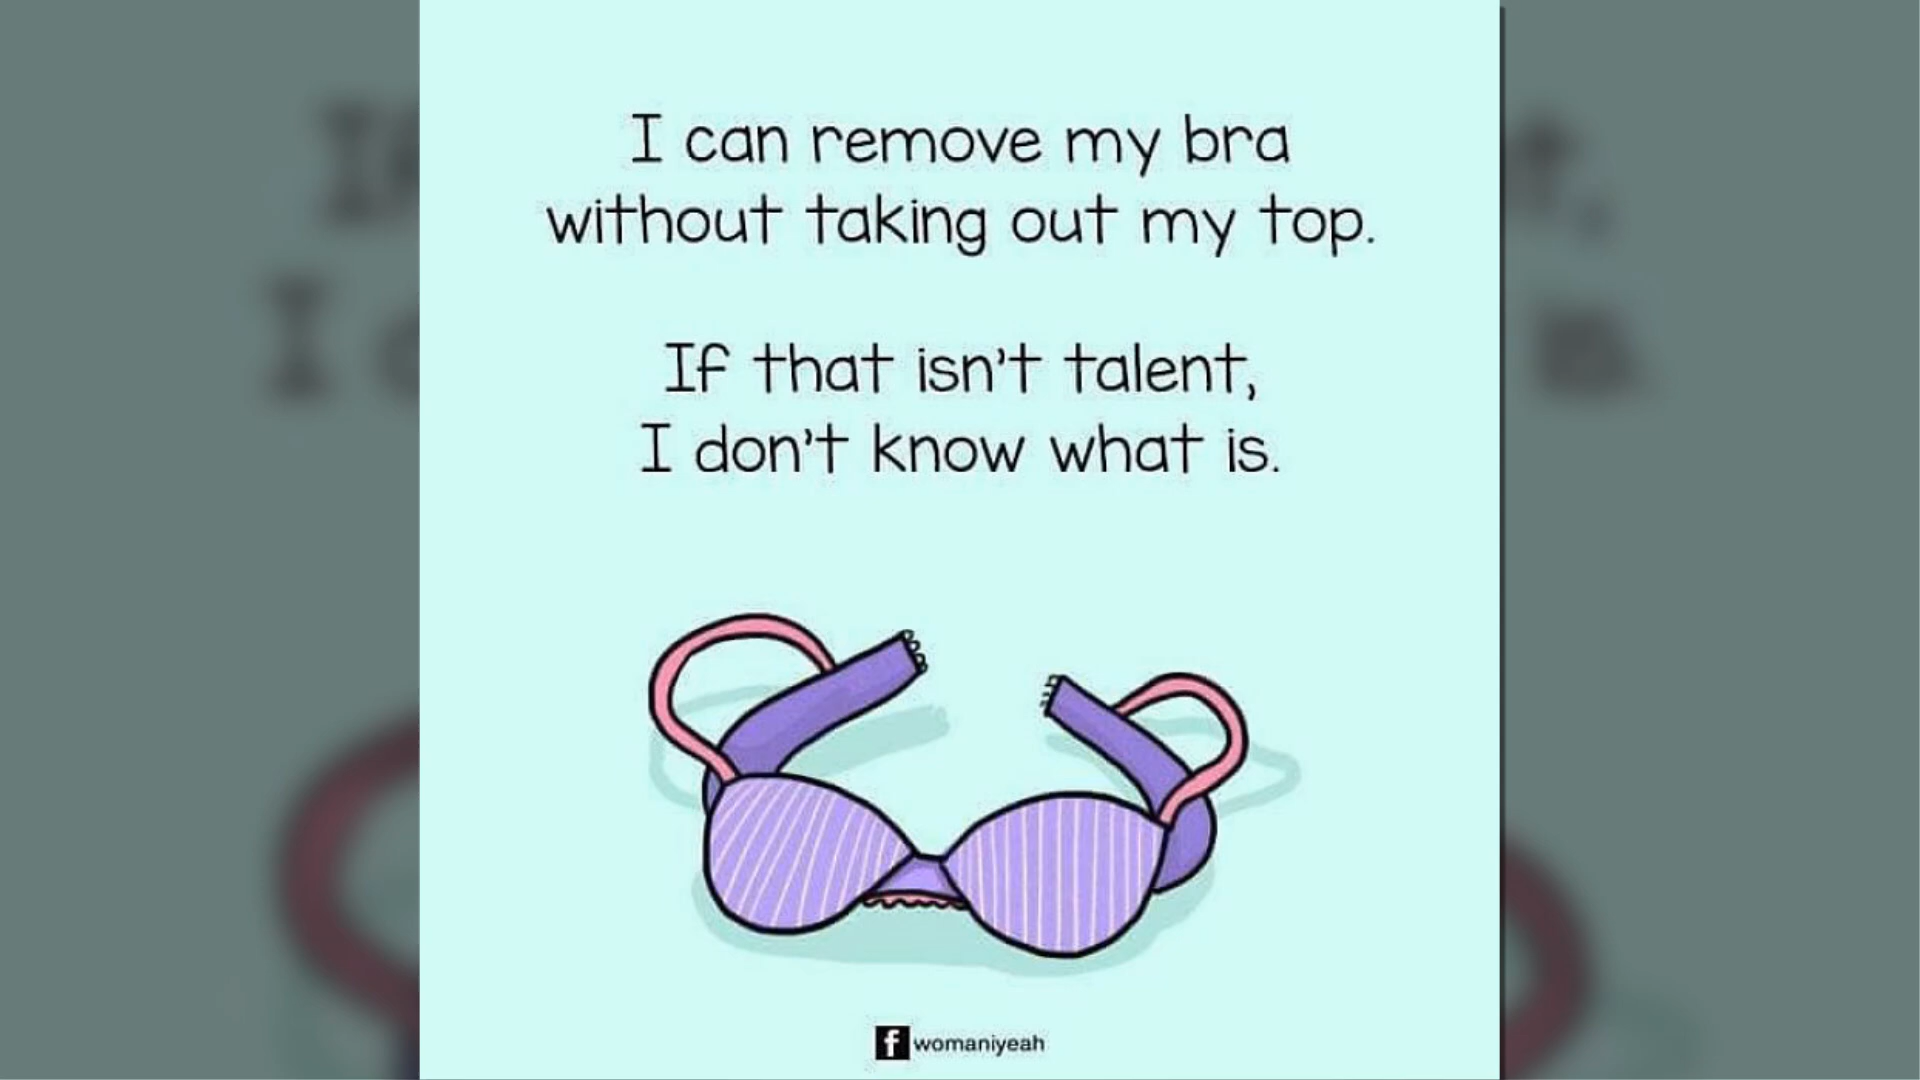 I can remove my bra
without taking out my top.
If that isn't talent,
I don't know what is.
f womaniyeah